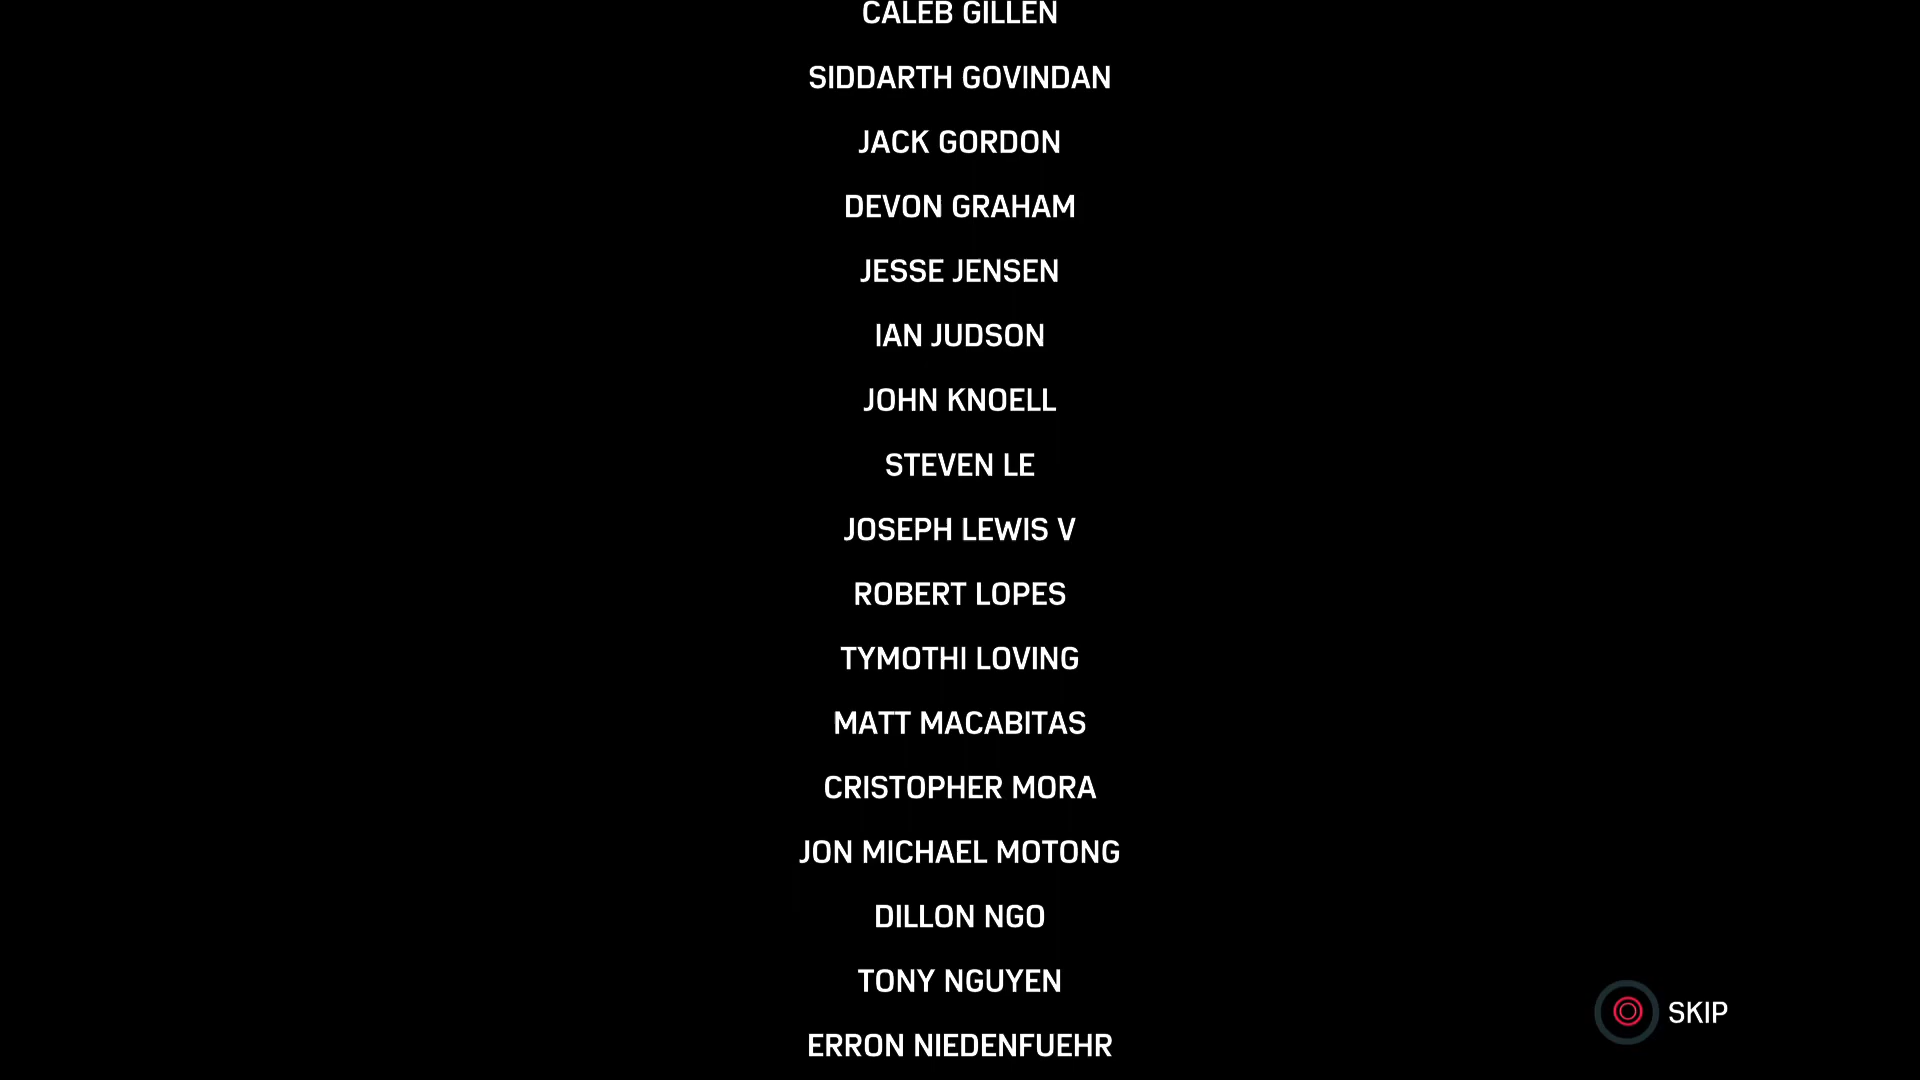 CALEB GILLEN
SIDDARTH GOVINDAN
JACK GORDON
DEVON GRAHAM
JESSE JENSEN
IAN JUDSON
JOHN KNOELL
STEVEN LE
JOSEPH LEWIS V
ROBERT LOPES
TYMOTHI LOVING
MATT MACABITAS
CRISTOPHER MORA
JON MICHAEL MOTONG
DILLON NGO
TONY NGUYEN
SKIP
ERRON NIEDENFUEHR